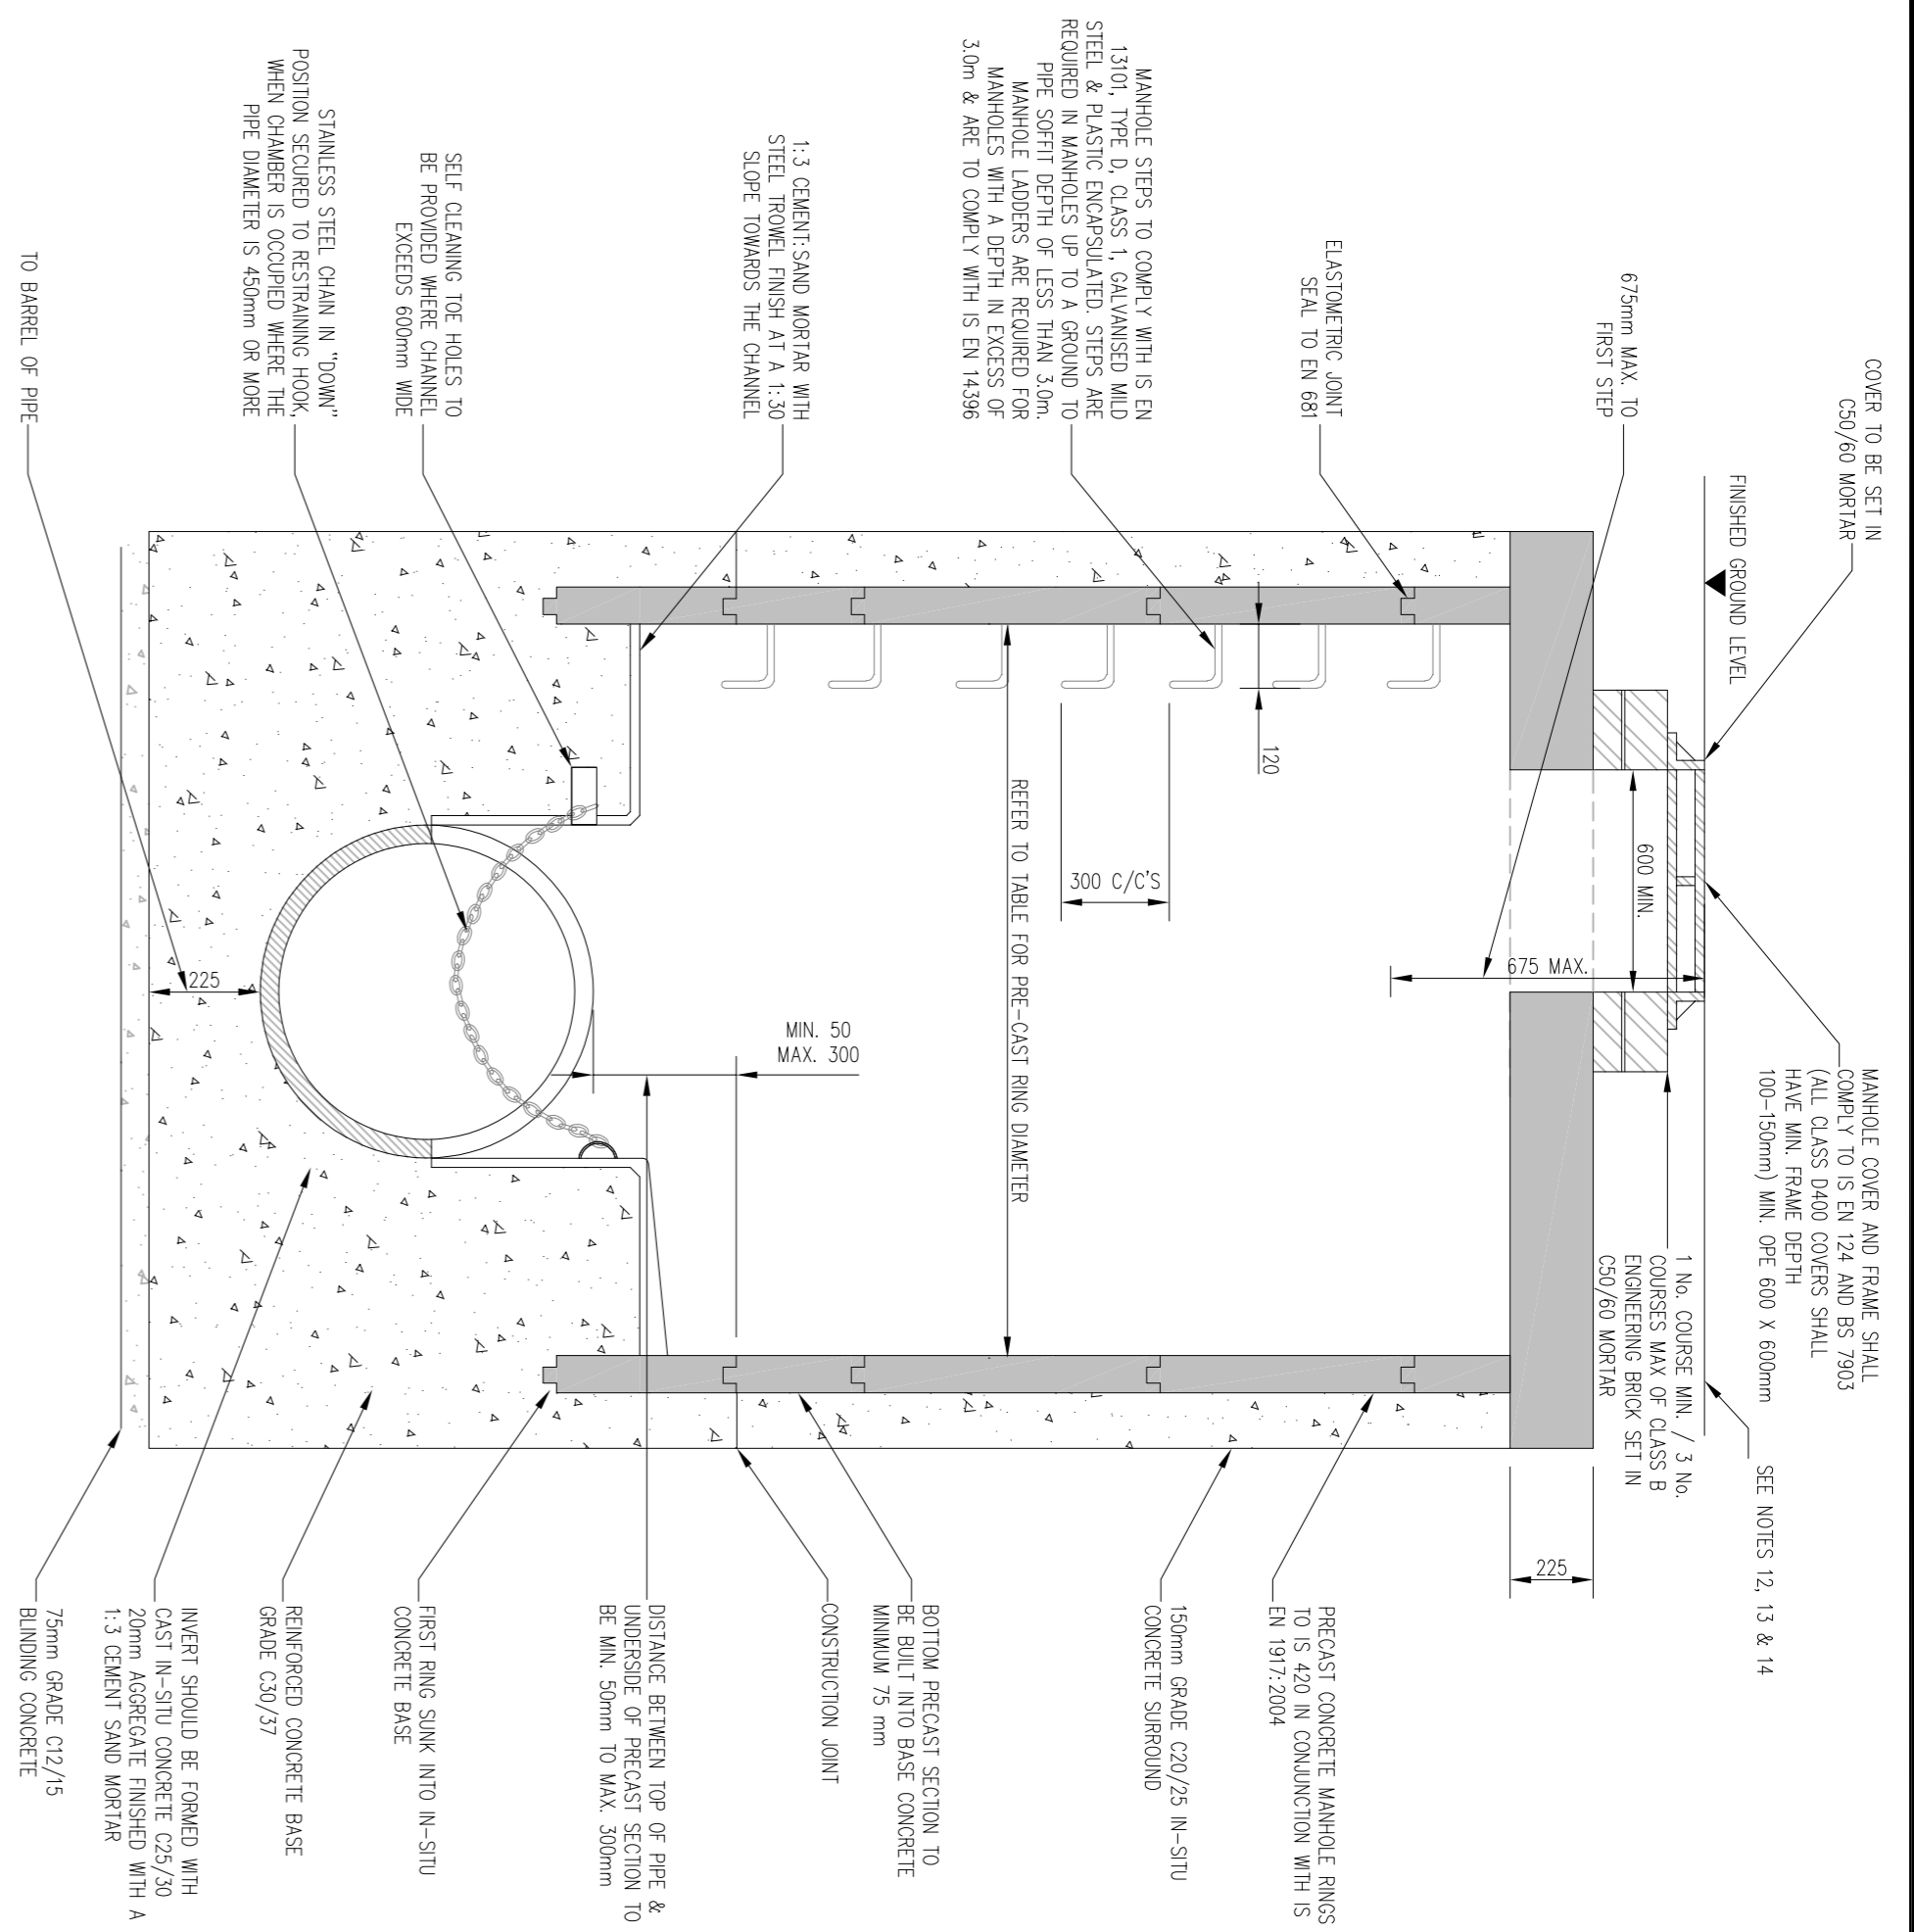 COVER TO BE SET IN
C50/60 MORTAR
FINISHED GROUND LEVEL
675mm MAX. TO
FIRST STEP
ELASTOMETRIC JOINT
SEAL TO EN 681
MANHOLE STEPS TO COMPLY WITH IS EN
13101, TYPE D, CLASS 1, GALVANISED MILD
STEEL & PLASTIC ENCAPSULATED. STEPS ARE
REQUIRED IN MANHOLES UP TO A GROUND TO
PIPE SOFFIT DEPTH OF LESS THAN 3.0m.
MANHOLE LADDERS ARE REQUIRED FOR
MANHOLES WITH A DEPTH IN EXCESS OF
3.0m & ARE TO COMPLY WITH IS EN 14396
1:3 CEMENT:SAND MORTAR WITH
STEEL TROWEL FINISH AT A 1:30
SLOPE TOWARDS THE CHANNEL
SELF CLEANING TOE HOLES TO
BE PROVIDED WHERE CHANNEL
EXCEEDS 600mm WIDE
STAINLESS STEEL CHAIN IN "DOWN"
POSITION SECURED TO RESTRAINING HOOK,
WHEN CHAMBER IS OCCUPIED WHERE THE
PIPE DIAMETER IS 450mm OR MORE
TO BARREL OF PIPE
600 MIN.
675 MAX.
120
300 C/C'S
REFER TO TABLE FOR PRE-CAST RING DIAMETER
MIN. 50
MAX. 300
225
225
MANHOLE COVER AND FRAME SHALL
COMPLY TO IS EN 124 AND BS 7903
(ALL CLASS D400 COVERS SHALL
HAVE MIN. FRAME DEPTH
100-150mm) MIN. OPE 600 X 600mm
1 No. COURSE MIN. / 3 No.
COURSES MAX OF CLASS B
ENGINEERING BRICK SET IN
C50/60 MORTAR
SEE NOTES 12, 13 & 14
PRECAST CONCRETE MANHOLE RINGS
TO IS 420 IN CONJUNCTION WITH IS
EN 1917:2004
150mm GRADE C20/25 IN-SITU
CONCRETE SURROUND
BOTTOM PRECAST SECTION TO
BE BUILT INTO BASE CONCRETE
MINIMUM 75 mm
CONSTRUCTION JOINT
DISTANCE BETWEEN TOP OF PIPE &
UNDERSIDE OF PRECAST SECTION TO
BE MIN. 50mm TO MAX. 300mm
FIRST RING SUNK INTO IN-SITU
CONCRETE BASE
REINFORCED CONCRETE BASE
GRADE C30/37
INVERT SHOULD BE FORMED WITH
CAST IN-SITU CONCRETE C25/30
20mm AGGREGATE FINISHED WITH A
1:3 CEMENT SAND MORTAR
75mm GRADE C12/15
BLINDING CONCRETE